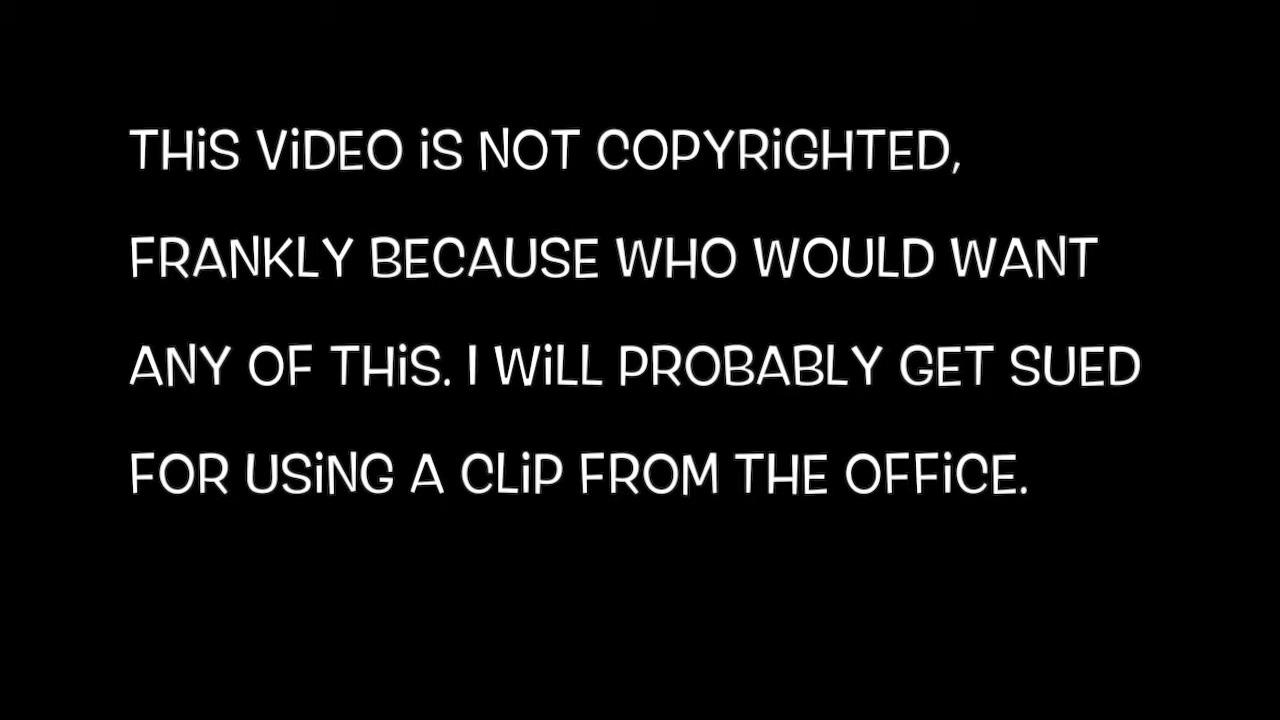 THiS ViDEO iS NOT COPYRiGHTED,
FRANKLY BECAUSE WHO WOULD WANT
ANY OF THiS. I WiLL PROBABLY GET SUED
FOR USiNG A CLiP FROM THE OFFiCE.